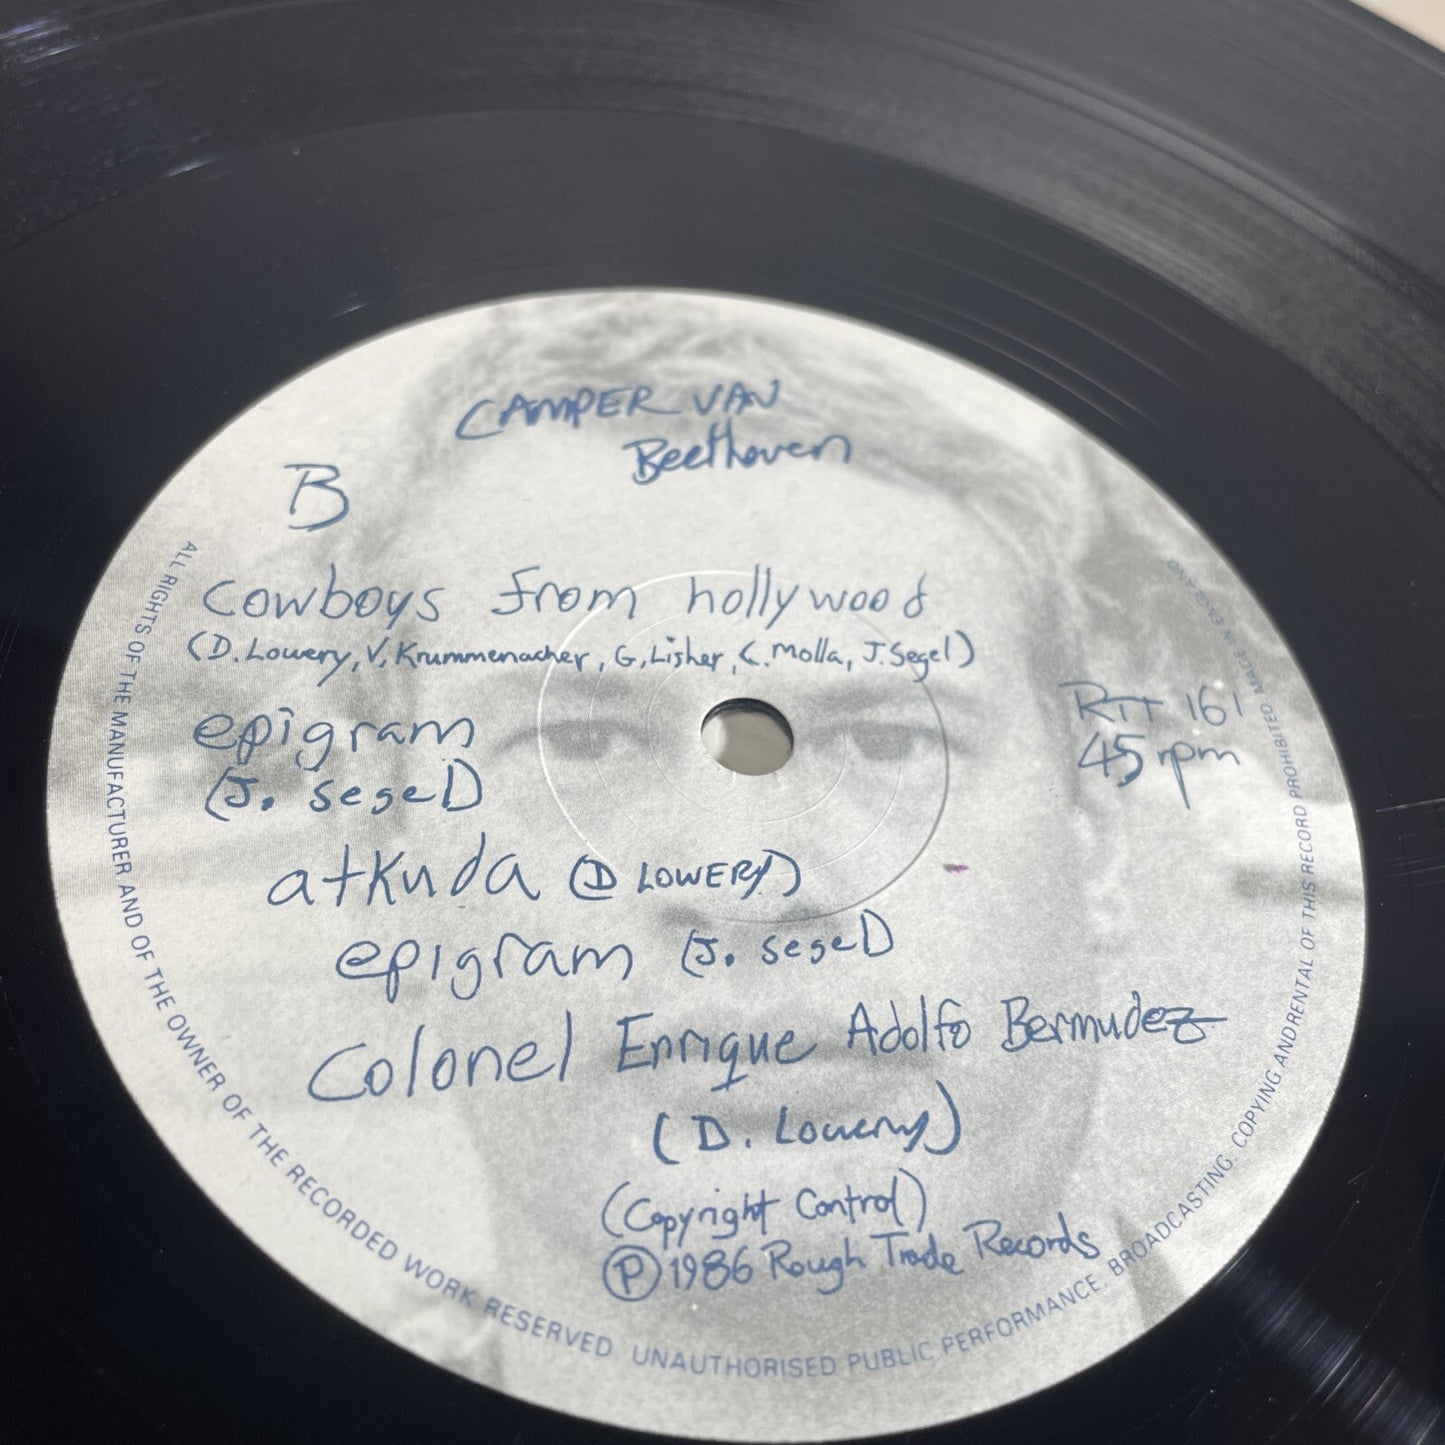 CAMPER VAN
Beethoven
B
cowboys from hollywood
(D. Lowery, V. Krummenacher, G. Lisher, C. Molla, J. Segel)
epigram
(J. segel)
RTT 161
45 rpm
atkuda (D LOWERY)
epigram (J. segel)
Colonel Enrique Adolfo Bermudez
(D. Lowery)
(Copyright Control)
Ⓟ 1986 Rough Trade Records
ALL RIGHTS OF THE MANUFACTURER AND OF THE OWNER OF THE RECORDED WORK RESERVED. UNAUTHORISED PUBLIC PERFORMANCE. BROADCASTING. COPYING AND RENTAL OF THIS RECORD PROHIBITED. MADE IN ENGLAND